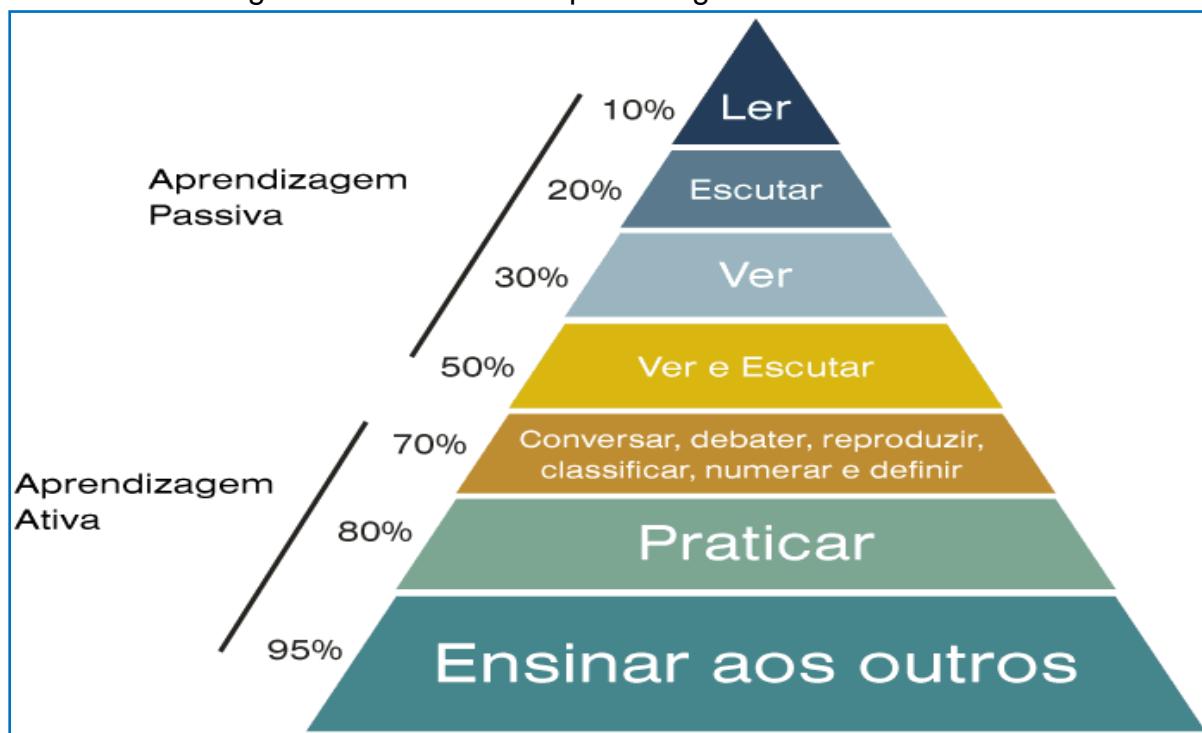 10%
Ler
Aprendizagem
Passiva
20%
Escutar
30%
Ver
50%
Ver e Escutar
70%
Conversar, debater, reproduzir,
classificar, numerar e definir
Aprendizagem
Ativa
80%
Praticar
95%
Ensinar aos outros